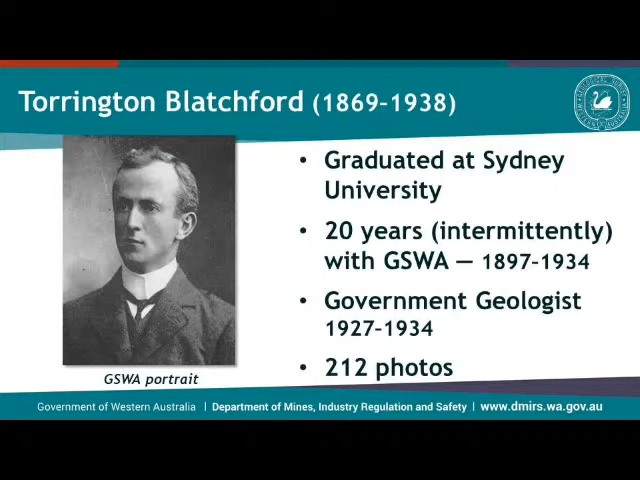 Torrington Blatchford (1869–1938)
• Graduated at Sydney
University
• 20 years (intermittently)
with GSWA — 1897–1934
• Government Geologist
1927–1934
• 212 photos
GSWA portrait
Government of Western Australia | Department of Mines, Industry Regulation and Safety | www.dmirs.wa.gov.au